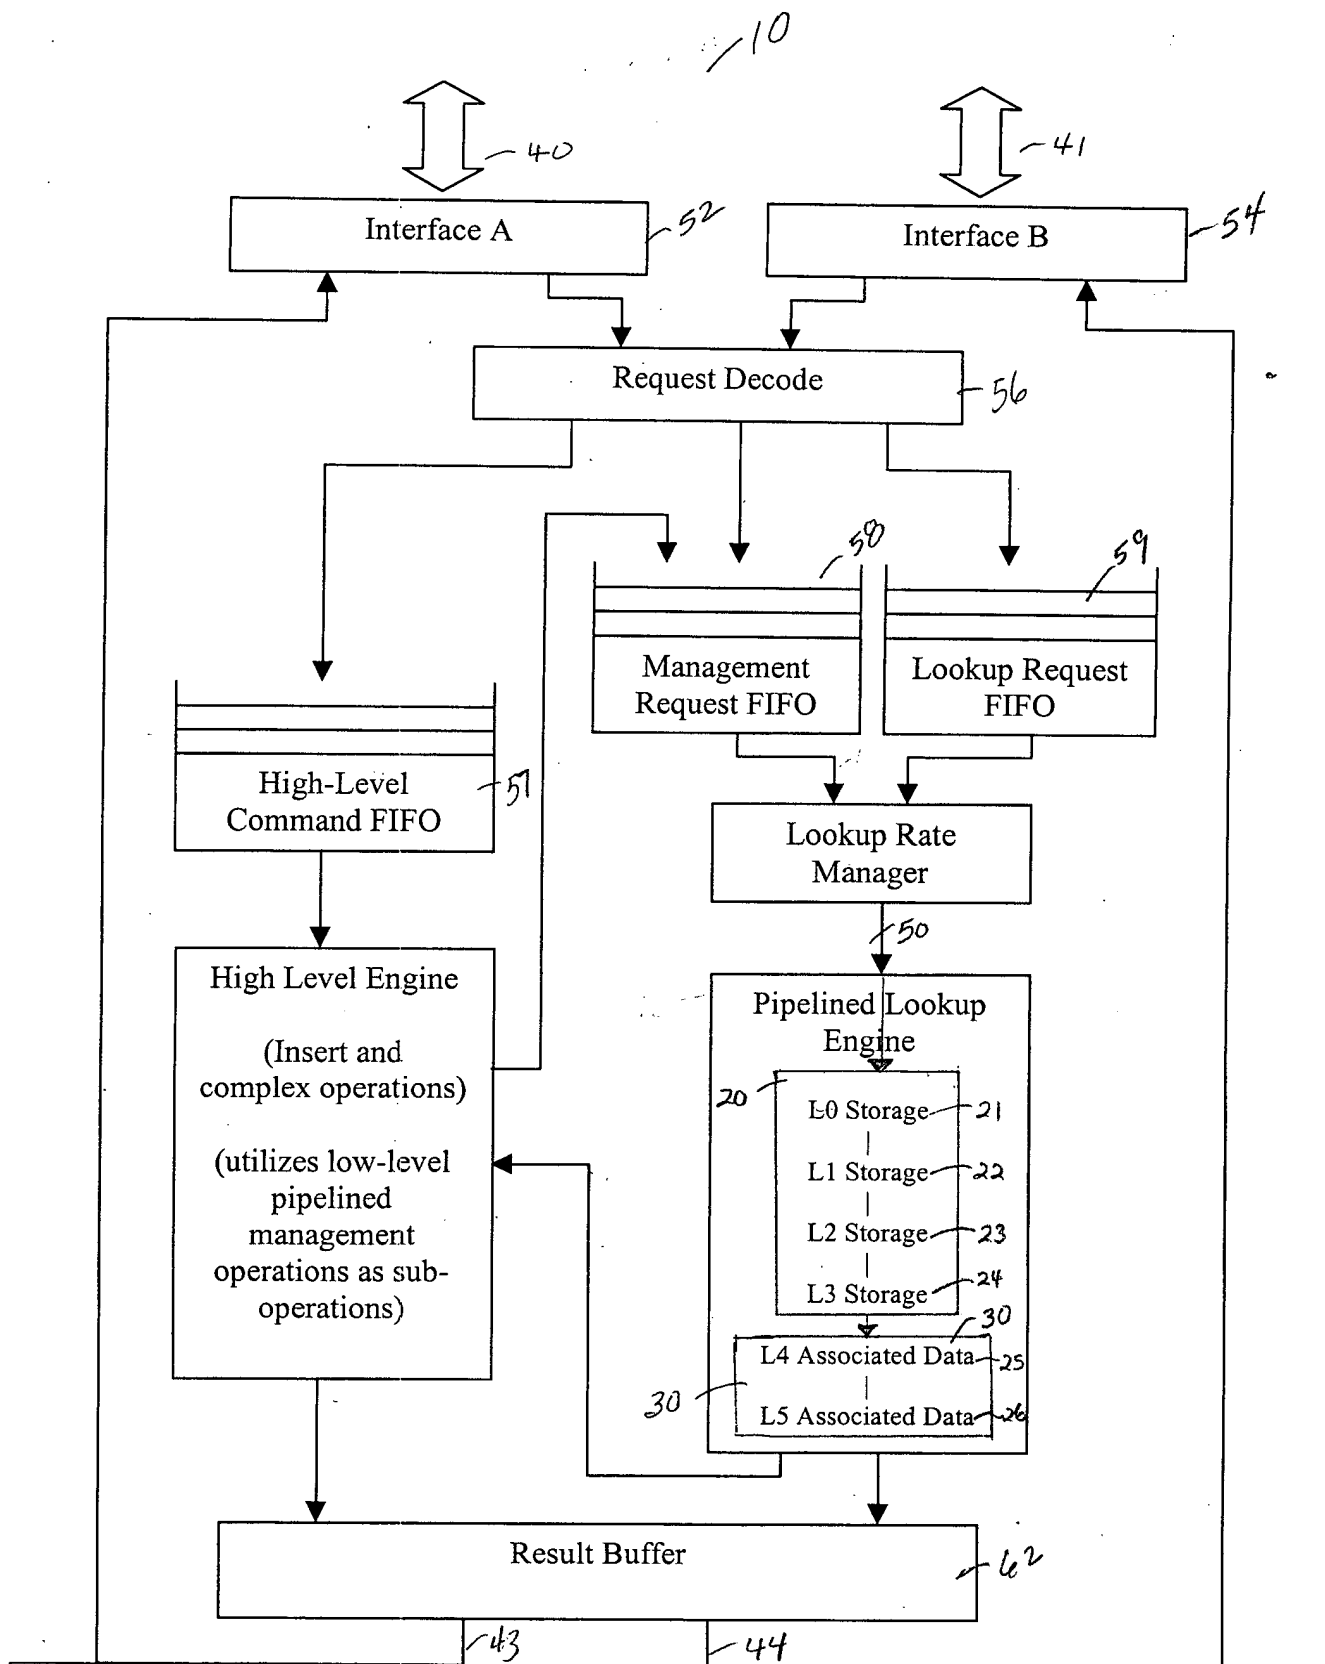 10
40
41
Interface A
52
Interface B
54
Request Decode
56
58
59
Management
Request FIFO
Lookup Request
FIFO
High-Level
Command FIFO
57
Lookup Rate
Manager
50
High Level Engine
(Insert and
complex operations)
(utilizes low-level
pipelined
management
operations as sub-
operations)
Pipelined Lookup
Engine
20
L0 Storage 21
L1 Storage 22
L2 Storage 23
L3 Storage 24
30
L4 Associated Data 25
30
L5 Associated Data 26
Result Buffer
62
43
44